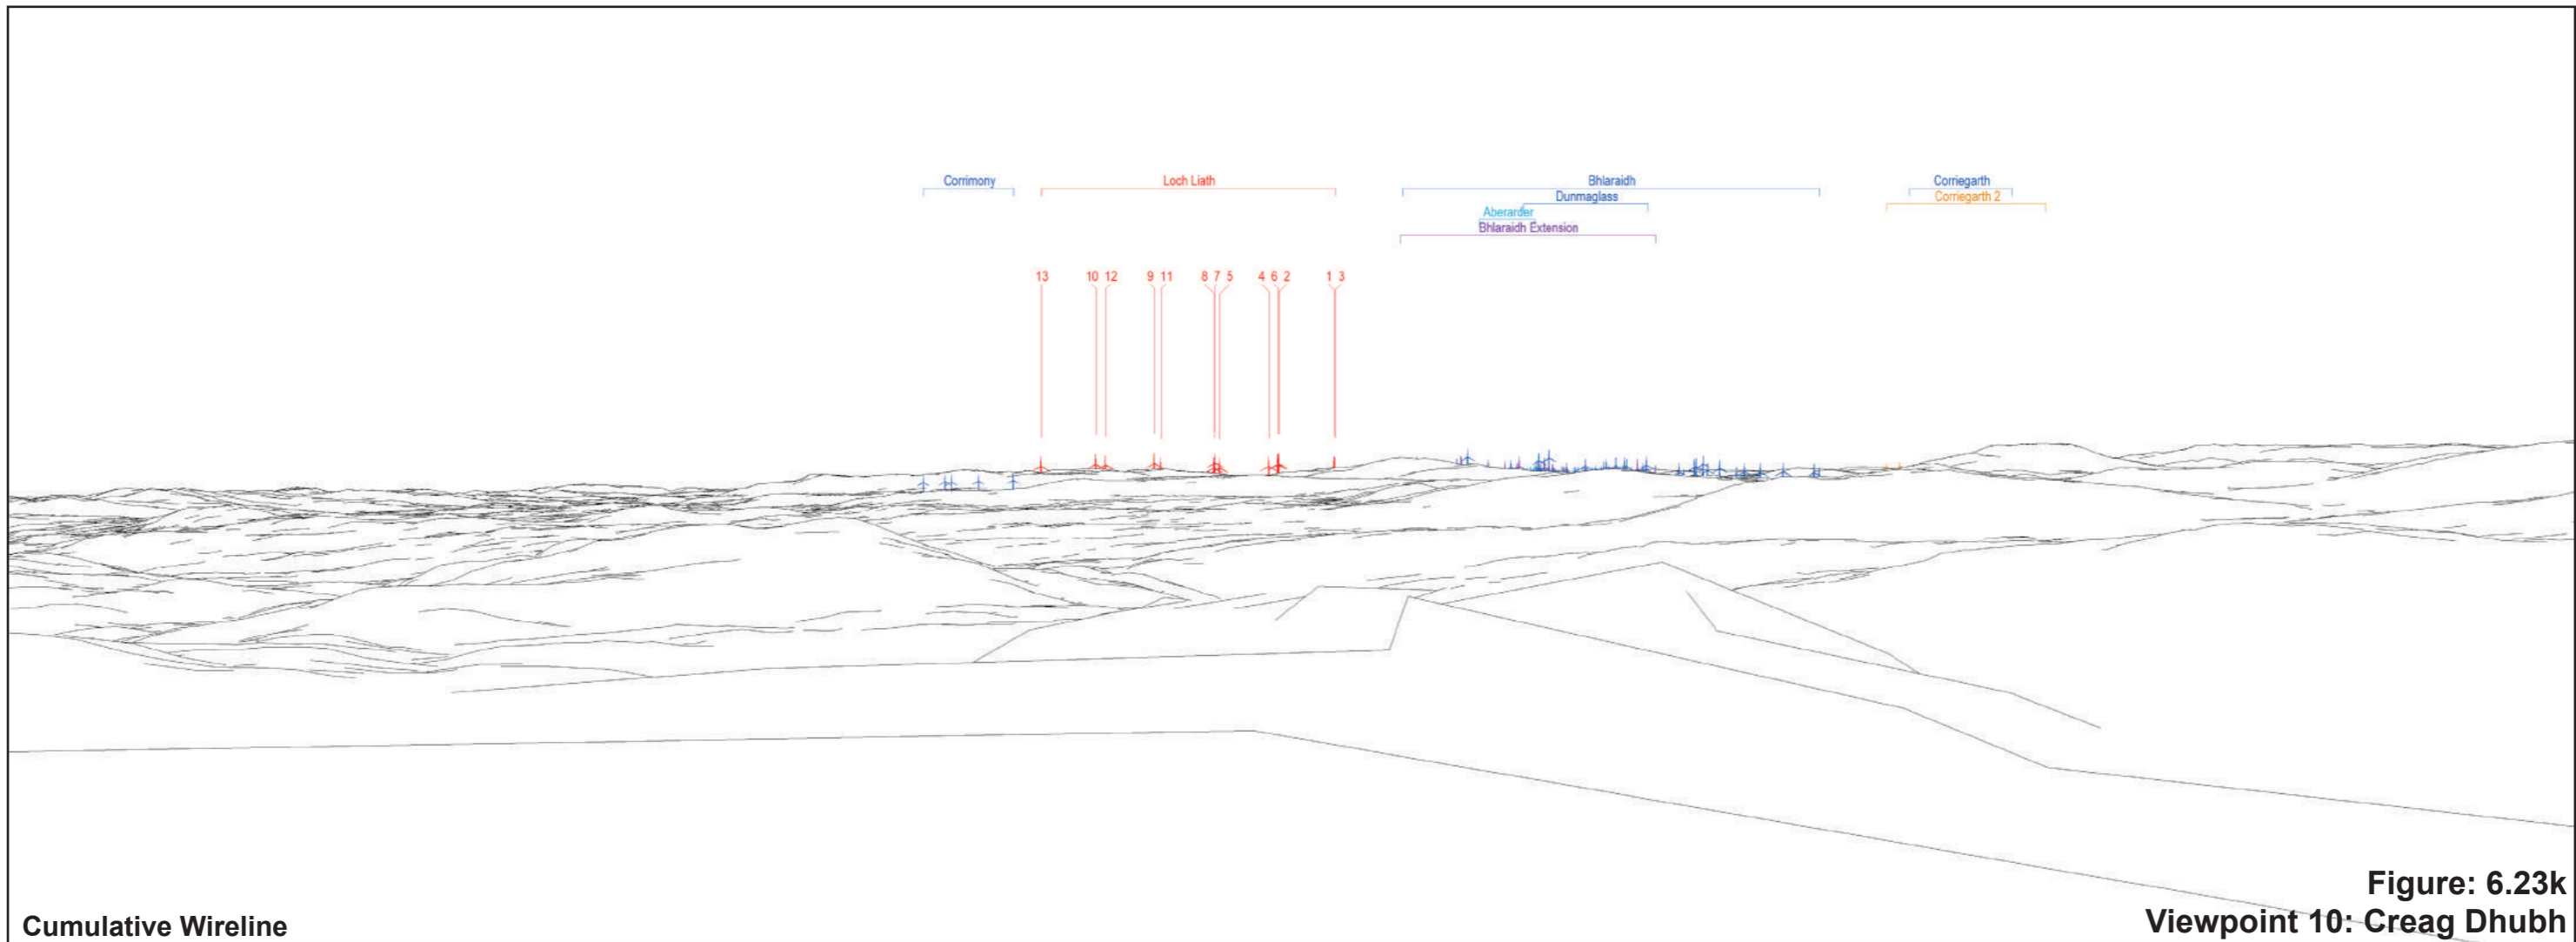 Corrimony Loch Liath Bhlaraidh Corriegarth
Dunmaglass Corriegarth 2
Aberarder
Bhlaraidh Extension
13 10 12 9 11 8 7 5 4 6 2 1 3
Figure: 6.23k
Cumulative Wireline Viewpoint 10: Creag Dhubh